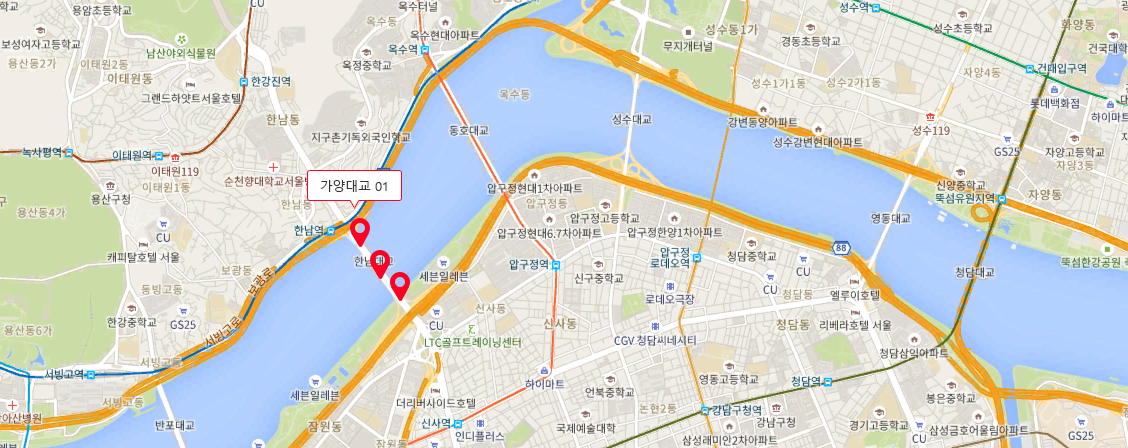 CU
용암초등학교
옥수터널
보성여자고등학교
용산동2가
남산야외식물원
이태원2동
이태원동
한강진역
그랜드하얏트서울호텔
한남동
옥수현대아파트
옥수역
옥정중학교
지구촌기독외국인학교
옥수동
동호대교
성수대교
무지개터널
성수동1가
경동초등학교
성수역
CU
성수초등학교
화양동
건국대학교
건대입구역
자양4동
성수1가1동
성수2가1동
롯데백화점
하이마트
강변동양아파트
성수강변현대아파트
성수119
GS25
자양고등학교
자양3동
녹사평역
이태원역
이태원119
이태원1동
순천향대학교서울병
용산구청
용산동4가
한남동
한남역
가양대교 01
압구정현대1차아파트
압구정동
압구정고등학교
압구정현대6.7차아파트
압구정한양1차아파트
신양중학교
뚝섬유원지역
자양동
영동대교
CU
캐피탈호텔 서울
보광동
보광로
한남대교
세븐일레븐
압구정역
신구중학교
압구정
로데오역
청담중학교
88
CU
청담대교
뚝섬한강공원
동빙고동
한강중학교
GS25
서빙고로
용산동6가
신사동
CU
LTC골프트레이닝센터
신사동
로데오극장
CGV 청담씨네시티
CU
청담동
엘루이호텔
리베라호텔 서울
청담동
청담삼익아파트
서빙고역
서빙고동
세븐일레븐
하이마트
언북중학교
영동고등학교
청담역
GS25
봉은중학교
반포대교
더리버사이드호텔
잠원동
신사역
인디플러스
국제예술대학
논현2동
강남구청역
강남구청
삼성래미안2차아파트
경기고등학교
CU
삼성금호어울림아파트
CU
잠원동